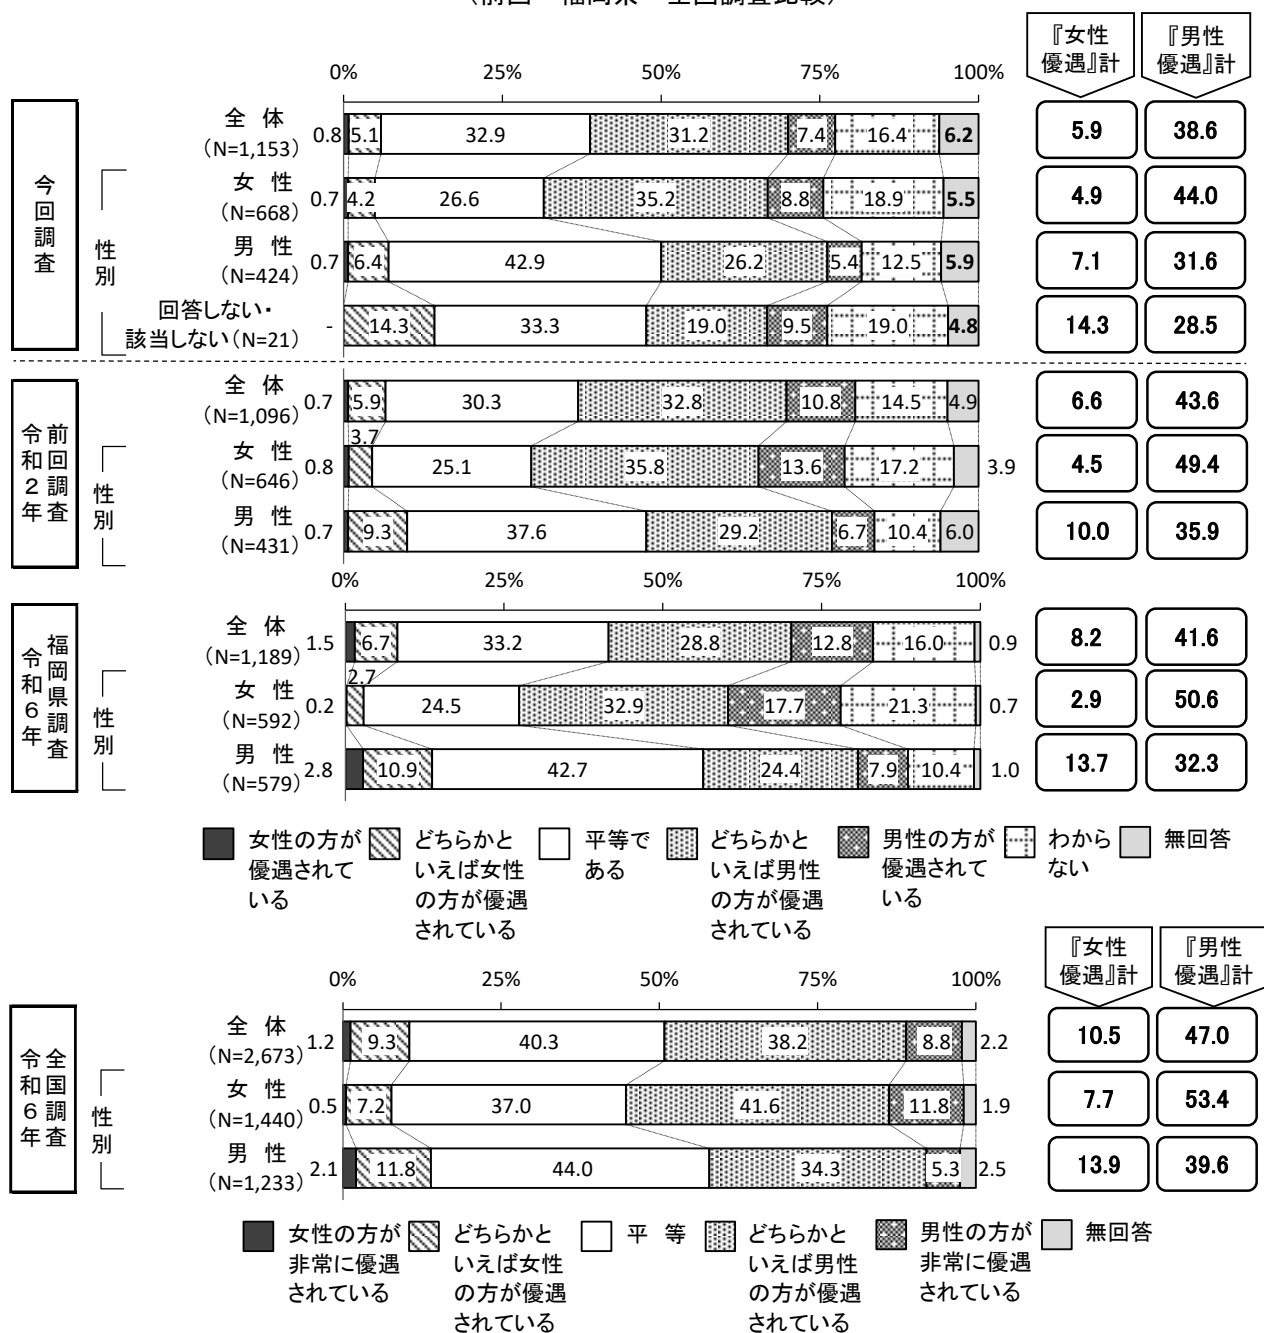 (前回・福岡県・全国調査比較)
『女性優遇』計
『男性優遇』計
0% 25% 50% 75% 100%
今回調査
全 体 (N=1,153) 0.8 5.1 32.9 31.2 7.4 16.4 6.2 5.9 38.6
性別
女 性 (N=668) 0.7 4.2 26.6 35.2 8.8 18.9 5.5 4.9 44.0
男 性 (N=424) 0.7 6.4 42.9 26.2 5.4 12.5 5.9 7.1 31.6
回答しない・
該当しない(N=21) - 14.3 33.3 19.0 9.5 19.0 4.8 14.3 28.5
前回調査
令和2年
全 体 (N=1,096) 0.7 5.9 30.3 32.8 10.8 14.5 4.9 6.6 43.6
性別
女 性 (N=646) 0.8 3.7 25.1 35.8 13.6 17.2 3.9 4.5 49.4
男 性 (N=431) 0.7 9.3 37.6 29.2 6.7 10.4 6.0 10.0 35.9
0% 25% 50% 75% 100%
福岡県調査
令和6年
全 体 (N=1,189) 1.5 6.7 33.2 28.8 12.8 16.0 0.9 8.2 41.6
性別
女 性 (N=592) 0.2 2.7 24.5 32.9 17.7 21.3 0.7 2.9 50.6
男 性 (N=579) 2.8 10.9 42.7 24.4 7.9 10.4 1.0 13.7 32.3
女性の方が
優遇されて
いる
どちらかと
いえば女性
の方が優遇
されている
平等で
ある
どちらかと
いえば男性
の方が優遇
されている
男性の方が
優遇されて
いる
わから
ない
無回答
『女性優遇』計
『男性優遇』計
0% 25% 50% 75% 100%
全国調査
令和6年
全 体 (N=2,673) 1.2 9.3 40.3 38.2 8.8 2.2 10.5 47.0
性別
女 性 (N=1,440) 0.5 7.2 37.0 41.6 11.8 1.9 7.7 53.4
男 性 (N=1,233) 2.1 11.8 44.0 34.3 5.3 2.5 13.9 39.6
女性の方が
非常に優遇
されている
どちらかと
いえば女性
の方が優遇
されている
平 等
どちらかと
いえば男性
の方が優遇
されている
男性の方が
非常に優遇
されている
無回答